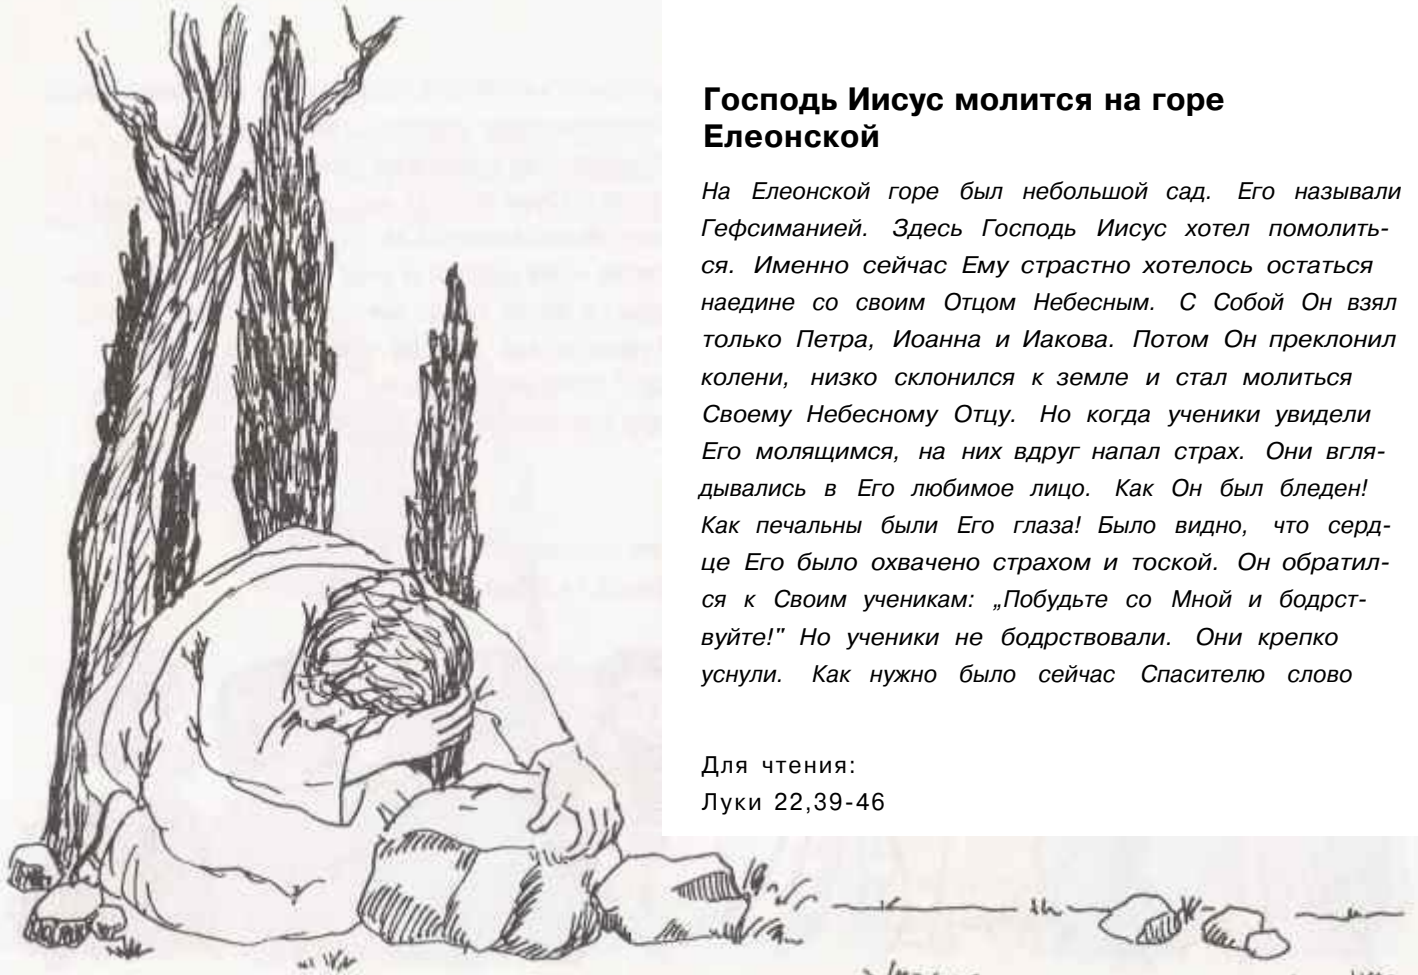 Господь Иисус молится на горе
Елеонской
На Елеонской горе был небольшой сад. Его называли
Гефсиманией. Здесь Господь Иисус хотел помолить-
ся. Именно сейчас Ему страстно хотелось остаться
наедине со своим Отцом Небесным. С Собой Он взял
только Петра, Иоанна и Иакова. Потом Он преклонил
колени, низко склонился к земле и стал молиться
Своему Небесному Отцу. Но когда ученики увидели
Его молящимся, на них вдруг напал страх. Они вгля-
дывались в Его любимое лицо. Как Он был бледен!
Как печальны были Его глаза! Было видно, что серд-
це Его было охвачено страхом и тоской. Он обратил-
ся к Своим ученикам: „Побудьте со Мной и бодрст-
вуйте!" Но ученики не бодрствовали. Они крепко
уснули. Как нужно было сейчас Спасителю слово
Для чтения:
Луки 22,39-46